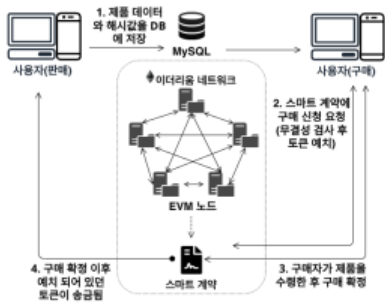 1. 제품 데이터
와 해시값을 DB
에 저장
MySQL
사용자(판매)
사용자(구매)
이더리움 네트워크
2. 스마트 계약에
구매 신청 요청
(무결성 검사 후
토큰 예치)
EVM 노드
4. 구매 확정 이후
예치 되어 있던
토큰이 송금됨
스마트 계약
3. 구매자가 제품을
수령한 후 구매 확정